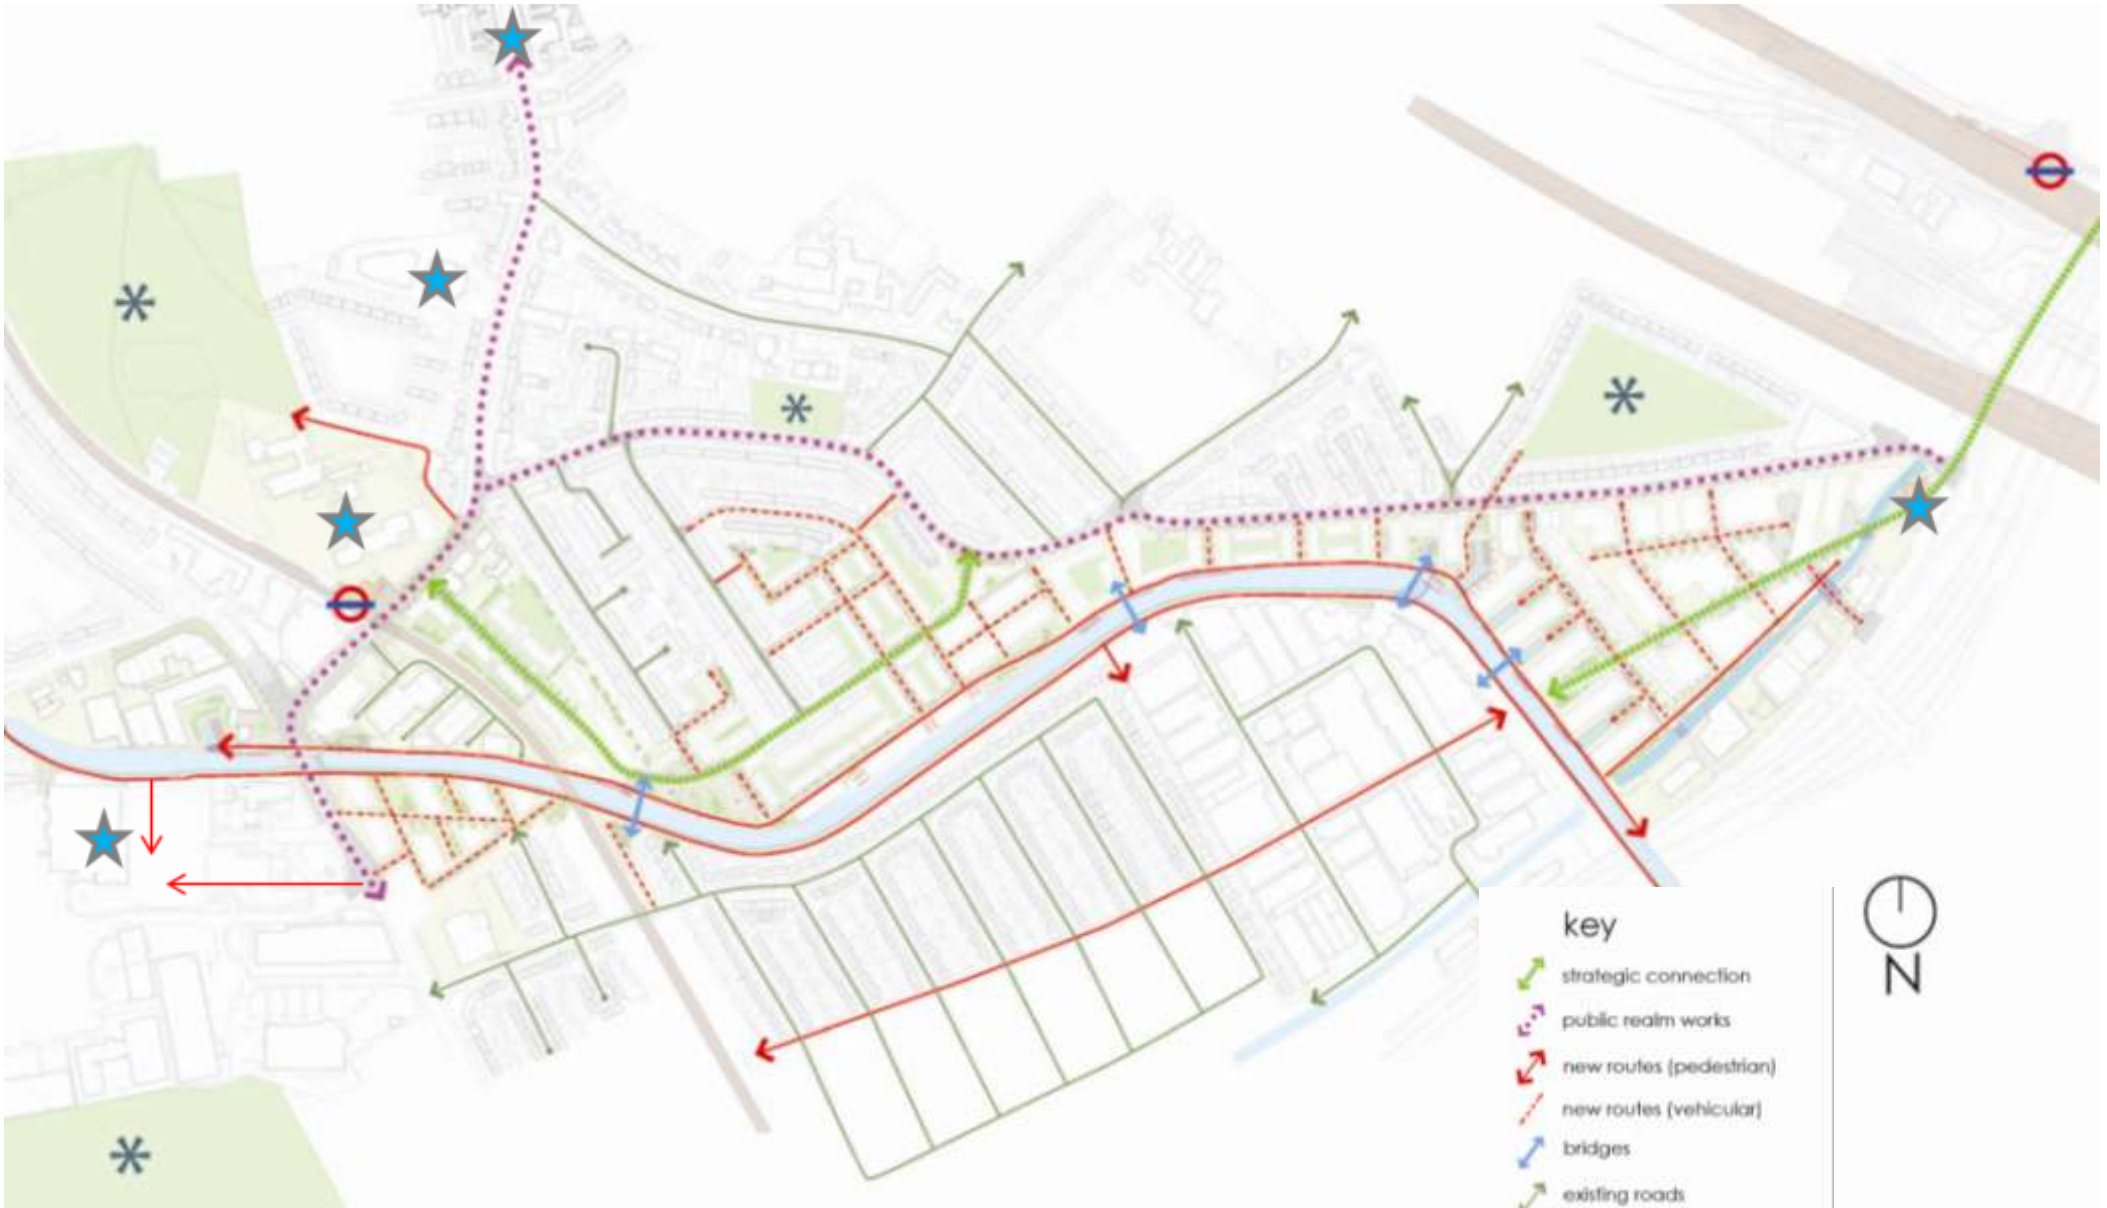 key
strategic connection
public realm works
new routes (pedestrian)
new routes (vehicular)
bridges
existing roads
N